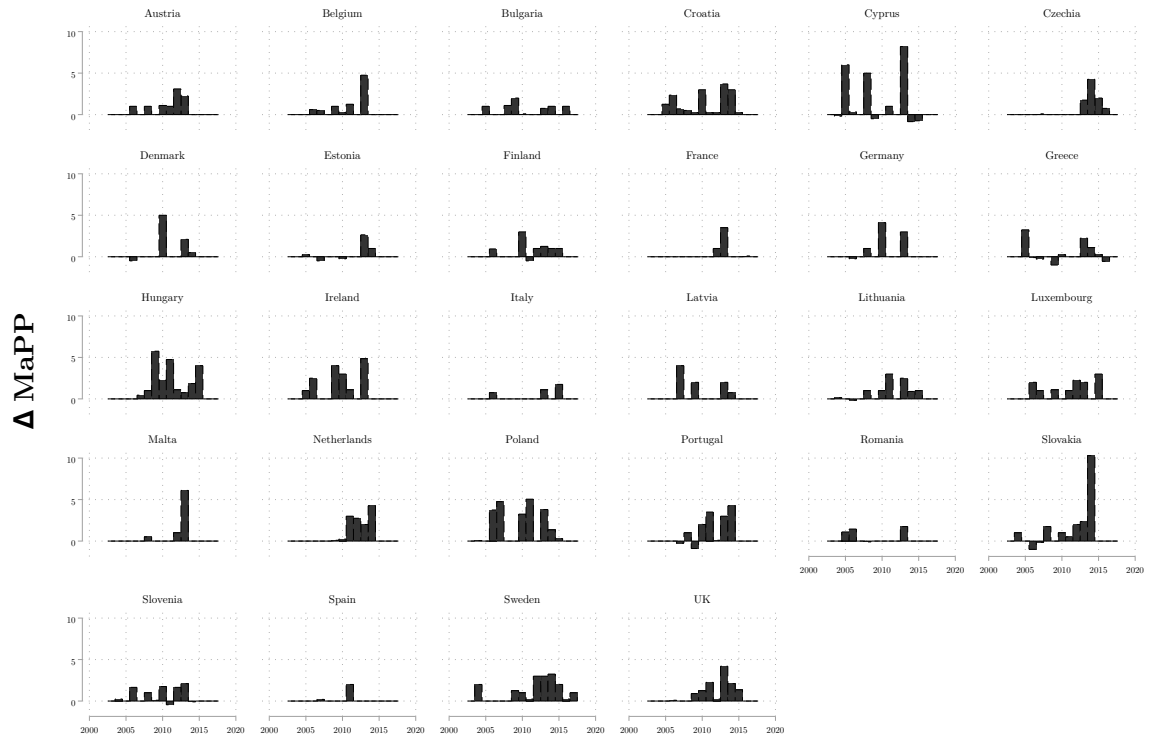 Austria Belgium Bulgaria Croatia Cyprus Czechia
10
5
0
Denmark Estonia Finland France Germany Greece
10
5
0
Hungary Ireland Italy Latvia Lithuania Luxembourg
10
5
0
Δ MaPP
Malta Netherlands Poland Portugal Romania Slovakia
10
5
0
2000 2005 2010 2015 2020 2000 2005 2010 2015 2020
Slovenia Spain Sweden UK
10
5
0
2000 2005 2010 2015 2020 2000 2005 2010 2015 2020 2000 2005 2010 2015 2020 2000 2005 2010 2015 2020